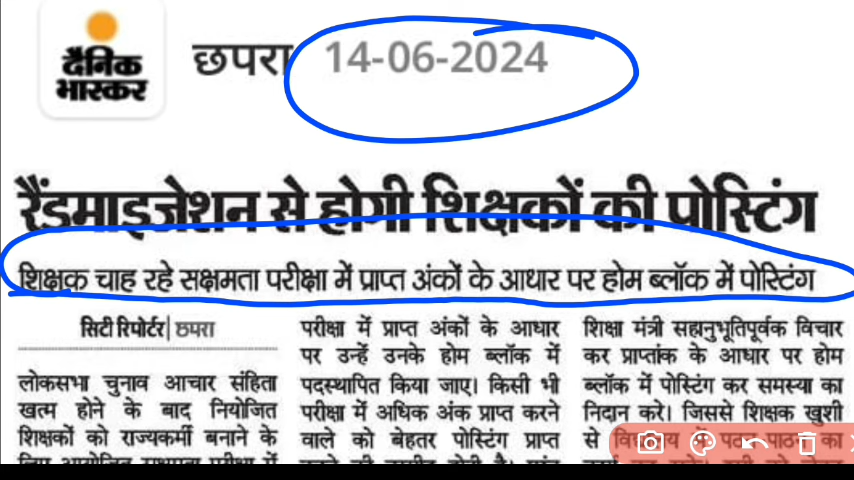 दैनिक
भास्कर
छपरा 14-06-2024
रैंडमाइजेशन से होगी शिक्षकों की पोस्टिंग
शिक्षक चाह रहे सक्षमता परीक्षा में प्राप्त अंकों के आधार पर होम ब्लॉक में पोस्टिंग
सिटी रिपोर्टर| छपरा
लोकसभा चुनाव आचार संहिता
खत्म होने के बाद नियोजित
शिक्षकों को राज्यकर्मी बनाने के
परीक्षा में प्राप्त अंकों के आधार
पर उन्हें उनके होम ब्लॉक में
पदस्थापित किया जाए। किसी भी
परीक्षा में अधिक अंक प्राप्त करने
वाले को बेहतर पोस्टिंग प्राप्त
शिक्षा मंत्री सहानुभूतिपूर्वक विचार
कर प्राप्तांक के आधार पर होम
ब्लॉक में पोस्टिंग कर समस्या का
निदान करे। जिससे शिक्षक खुशी
से में का